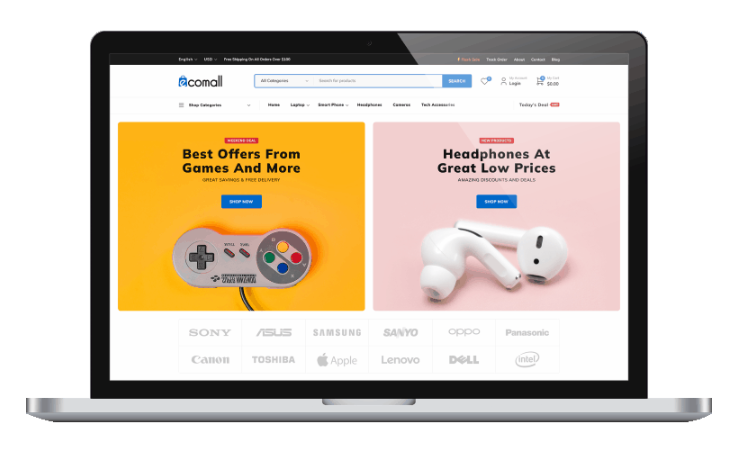 English
USD
Free Shipping On All Orders Over $100
Flash Sale
Track Order
About
Contact
Blog
ecomall
All Categories
Search for products
SEARCH
My Account
Login
My Cart
$0.00
Shop Categories
Home
Laptop
Smart Phone
Headphones
Cameras
Tech Accessories
Today's Deal
WEEKEND DEAL
Best Offers From
Games And More
GREAT SAVINGS & FREE DELIVERY
SHOP NOW
NEW PRODUCTS
Headphones At
Great Low Prices
AMAZING DISCOUNTS AND DEALS
SHOP NOW
SONY
ASUS
SAMSUNG
SANYO
oppo
Panasonic
Canon
TOSHIBA
Apple
Lenovo
DELL
intel